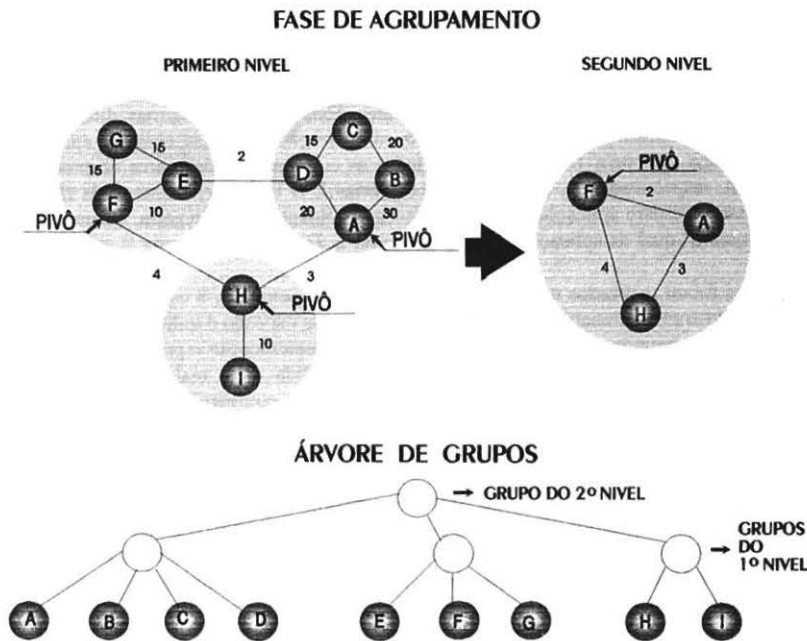 FASE DE AGRUPAMENTO
PRIMEIRO NIVEL
SEGUNDO NIVEL
G
15
15
F
10
E
2
D
15
C
20
B
20
30
A
PIVÔ
PIVÔ
4
3
H
PIVÔ
10
I
F
PIVÔ
2
A
4
3
H
ÁRVORE DE GRUPOS
GRUPO DO 2º NIVEL
GRUPOS
DO
1º NIVEL
A
B
C
D
E
F
G
H
I